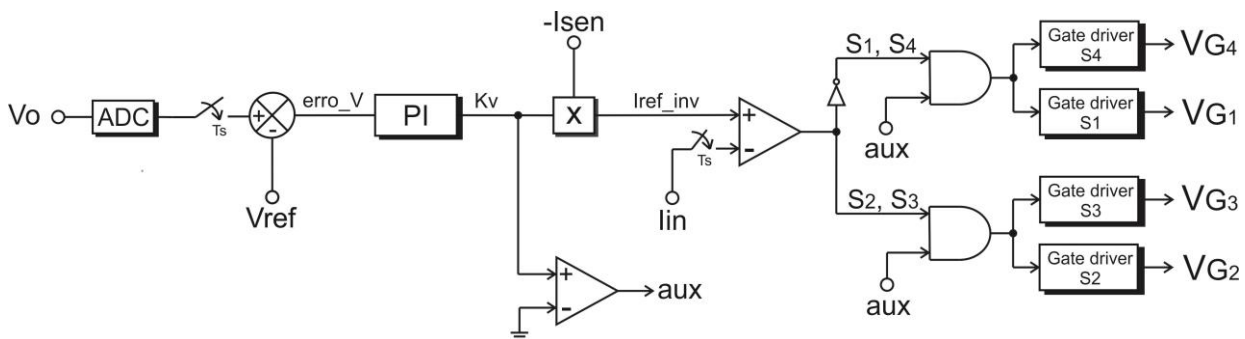 -Isen
Vo
ADC
Ts
+
-
erro_V
PI
Kv
X
Iref_inv
Vref
Ts
Iin
+
-
+
-
aux
S1, S4
aux
Gate driver
S4
VG4
Gate driver
S1
VG1
S2, S3
aux
Gate driver
S3
VG3
Gate driver
S2
VG2